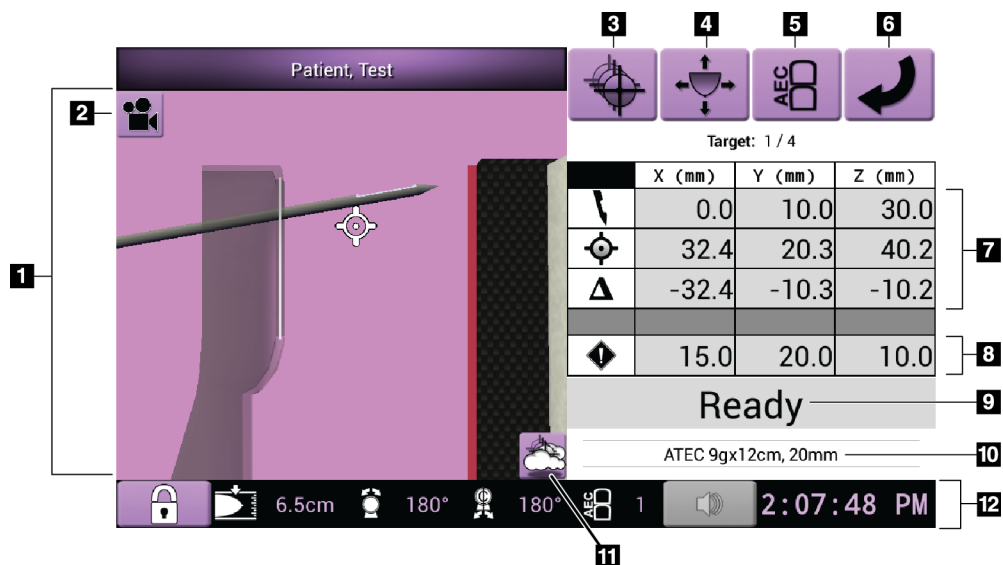 3 4 5 6
Patient, Test
AEC
1
2
Target: 1 / 4
X (mm) Y (mm) Z (mm)
0.0 10.0 30.0
32.4 20.3 40.2
7
Δ -32.4 -10.3 -10.2
15.0 20.0 10.0
8
Ready
9
ATEC 9gx12cm, 20mm
10
6.5cm 180° 180° AEC 1 2:07:48 PM
12
11